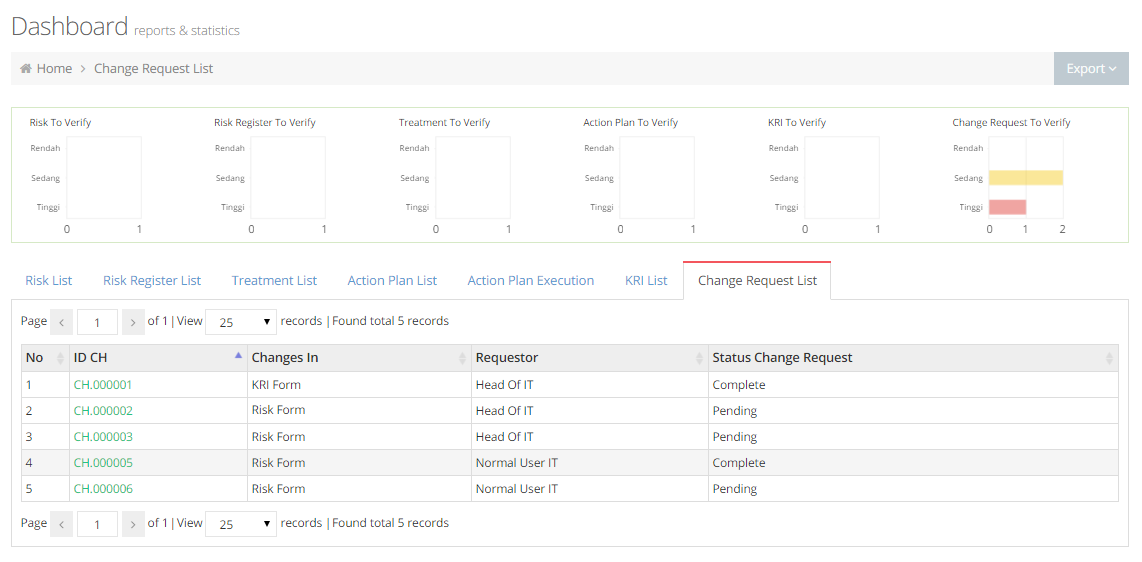 Dashboard reports & statistics
Home > Change Request List Export
Risk To Verify Risk Register To Verify Treatment To Verify Action Plan To Verify KRI To Verify Change Request To Verify
Rendah Rendah Rendah Rendah Rendah Rendah
Sedang Sedang Sedang Sedang Sedang Sedang
Tinggi Tinggi Tinggi Tinggi Tinggi Tinggi
0 1 0 1 0 1 0 1 0 1 0 1 2
Risk List Risk Register List Treatment List Action Plan List Action Plan Execution KRI List Change Request List
Page < 1 > of 1 | View 25 records | Found total 5 records
No ID CH Changes In Requestor Status Change Request
1 CH.000001 KRI Form Head Of IT Complete
2 CH.000002 Risk Form Head Of IT Pending
3 CH.000003 Risk Form Head Of IT Pending
4 CH.000005 Risk Form Normal User IT Complete
5 CH.000006 Risk Form Normal User IT Pending
Page < 1 > of 1 | View 25 records | Found total 5 records